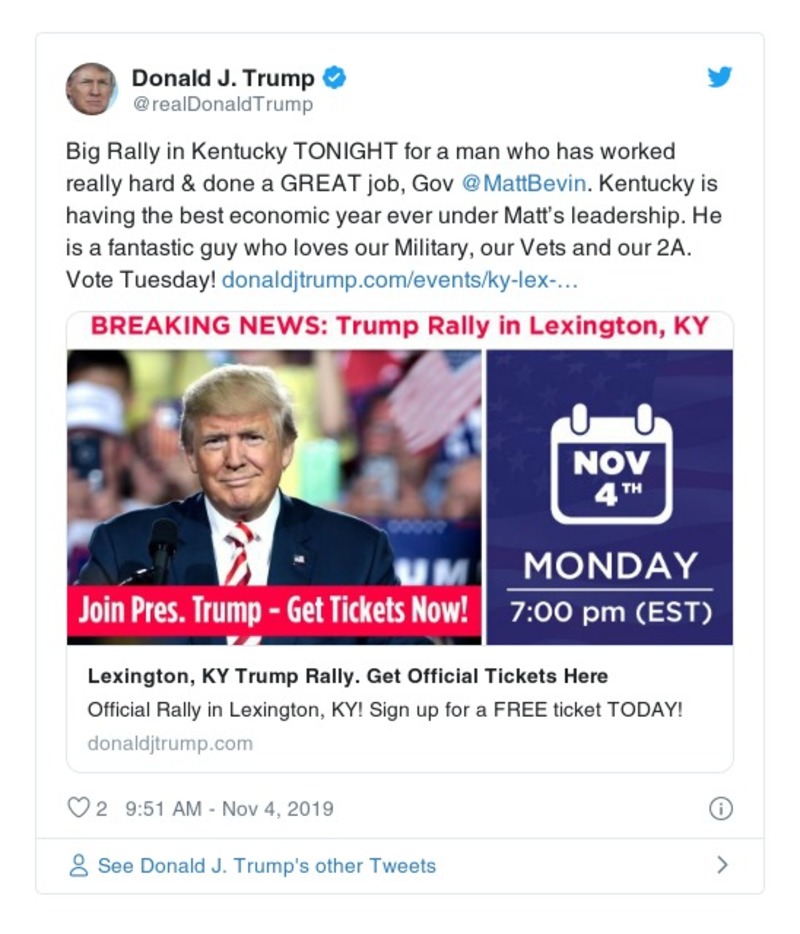 Donald J. Trump
@realDonaldTrump
Big Rally in Kentucky TONIGHT for a man who has worked
really hard & done a GREAT job, Gov @MattBevin. Kentucky is
having the best economic year ever under Matt's leadership. He
is a fantastic guy who loves our Military, our Vets and our 2A.
Vote Tuesday! donaldjtrump.com/events/ky-lex-…
BREAKING NEWS: Trump Rally in Lexington, KY
NOV
4TH
MONDAY
7:00 pm (EST)
UM
Join Pres. Trump - Get Tickets Now!
Lexington, KY Trump Rally. Get Official Tickets Here
Official Rally in Lexington, KY! Sign up for a FREE ticket TODAY!
donaldjtrump.com
2 9:51 AM - Nov 4, 2019
See Donald J. Trump's other Tweets